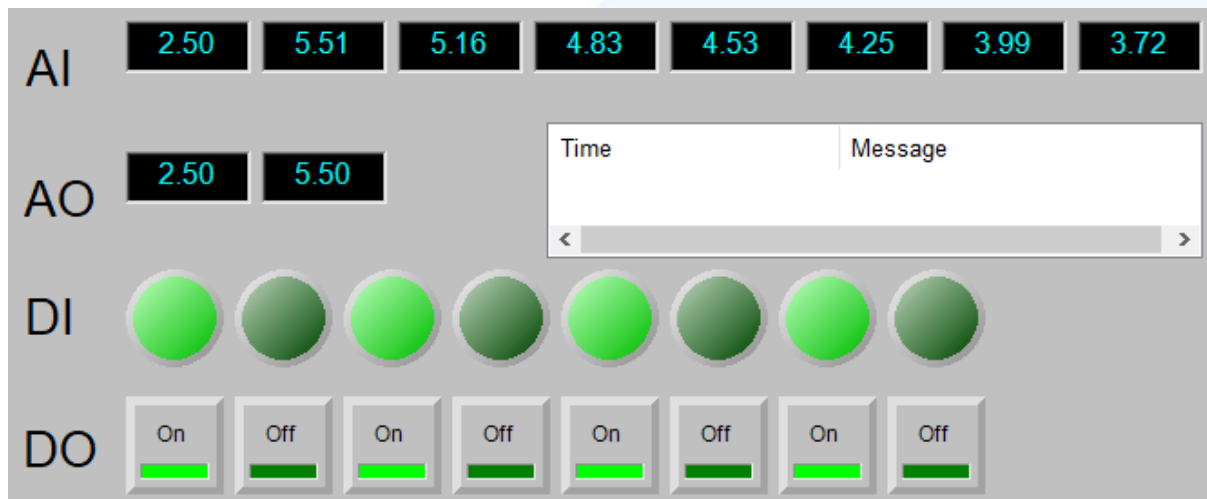 AI 2.50 5.51 5.16 4.83 4.53 4.25 3.99 3.72
Time Message
AO 2.50 5.50
DI
DO On Off On Off On Off On Off